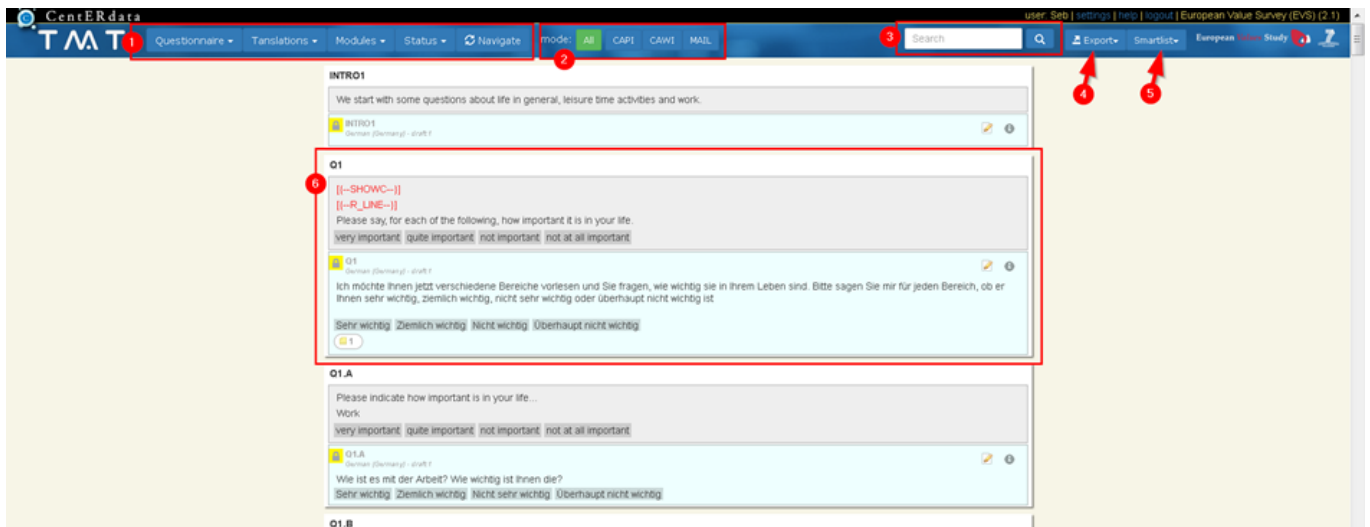 CentERdata
user: Seb | settings | help | logout | European Value Survey (EVS) (2.1)
TMT
1
Questionnaire
Translations
Modules
Status
Navigate
mode:
All
CAPI
CAWI
MAIL
2
3
Search
Export
Smartlist
European Value Study
4
5
INTRO1
We start with some questions about life in general, leisure time activities and work.
INTRO1
German (Germany) - draft 1
Q1
6
[{--SHOWC--}]
[{--R_LINE--}]
Please say, for each of the following, how important it is in your life.
very important quite important not important not at all important
Q1
German (Germany) - draft 1
Ich möchte Ihnen jetzt verschiedene Bereiche vorlesen und Sie fragen, wie wichtig sie in Ihrem Leben sind. Bitte sagen Sie mir für jeden Bereich, ob er
Ihnen sehr wichtig, ziemlich wichtig, nicht sehr wichtig oder überhaupt nicht wichtig ist
Sehr wichtig Ziemlich wichtig Nicht wichtig Überhaupt nicht wichtig
1
Q1.A
Please indicate how important is in your life...
Work
very important quite important not important not at all important
Q1.A
German (Germany) - draft 1
Wie ist es mit der Arbeit? Wie wichtig ist Ihnen die?
Sehr wichtig Ziemlich wichtig Nicht sehr wichtig Überhaupt nicht wichtig
Q1.B